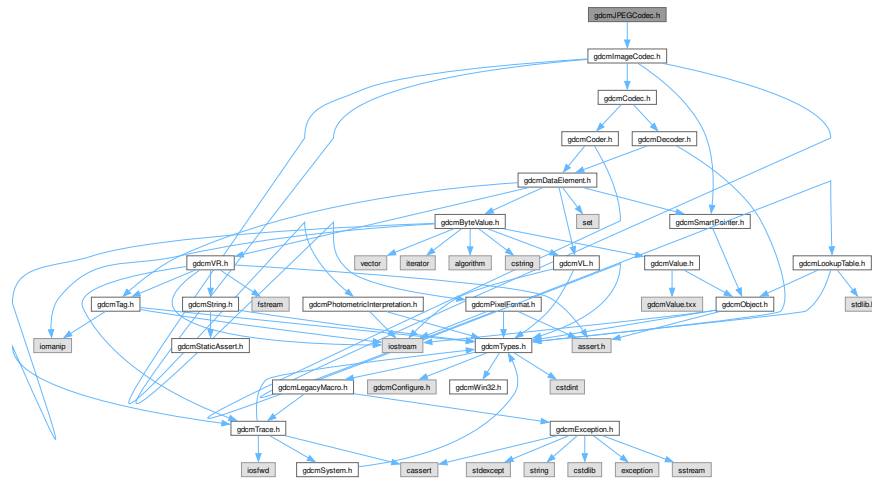 gdcmJPEGCodec.h
gdcmImageCodec.h
gdcmCodec.h
gdcmCoder.h
gdcmDecoder.h
gdcmDataElement.h
gdcmByteValue.h
set
gdcmSmartPointer.h
gdcmVR.h
vector
iterator
algorithm
cstring
gdcmVL.h
gdcmValue.h
gdcmLookupTable.h
gdcmTag.h
gdcmString.h
fstream
gdcmPhotometricInterpretation.h
gdcmPixelFormat.h
gdcmValue.txx
gdcmObject.h
stdlib.h
iomanip
gdcmStaticAssert.h
iostream
gdcmTypes.h
assert.h
gdcmLegacyMacro.h
gdcmConfigure.h
gdcmWin32.h
cstdint
gdcmTrace.h
gdcmException.h
iosfwd
gdcmSystem.h
cassert
stdexcept
string
cstdlib
exception
sstream